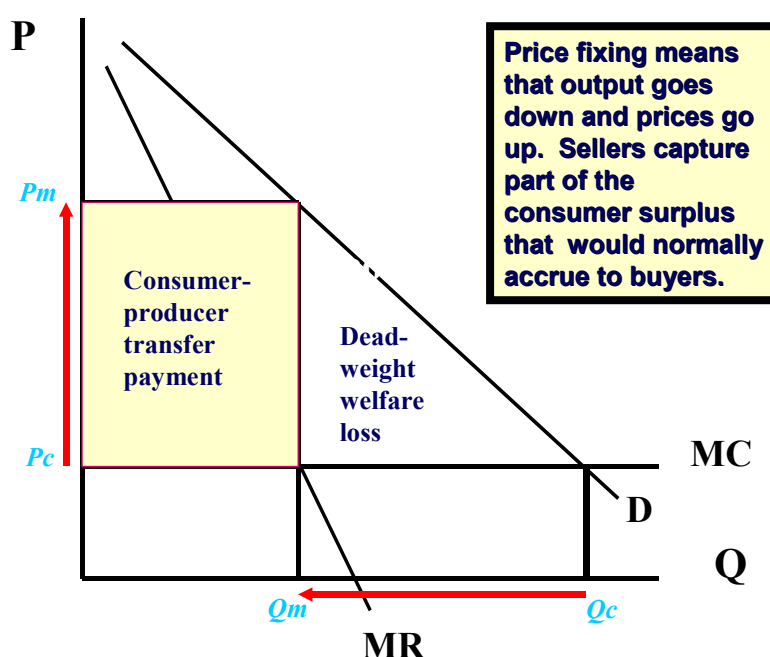 P
Price fixing means
that output goes
down and prices go
up. Sellers capture
part of the
consumer surplus
that would normally
accrue to buyers.
Pm
Consumer-
producer
transfer
payment
Dead-
weight
welfare
loss
Pc
MC
D
Q
Qm
Qc
MR